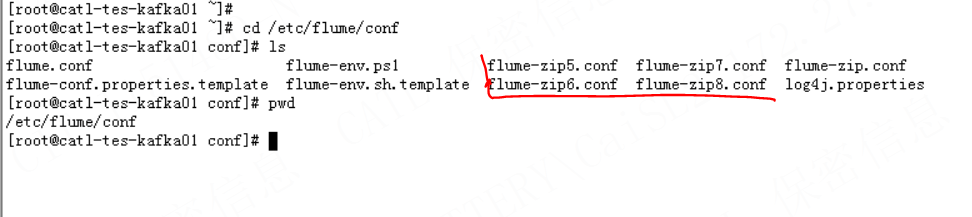 [root@catl-tes-kafka01 ~]#
[root@catl-tes-kafka01 ~]# cd /etc/flume/conf
[root@catl-tes-kafka01 conf]# ls
flume.conf flume-env.ps1 flume-zip5.conf flume-zip7.conf flume-zip.conf
flume-conf.properties.template flume-env.sh.template flume-zip6.conf flume-zip8.conf log4j.properties
[root@catl-tes-kafka01 conf]# pwd
/etc/flume/conf
[root@catl-tes-kafka01 conf]#